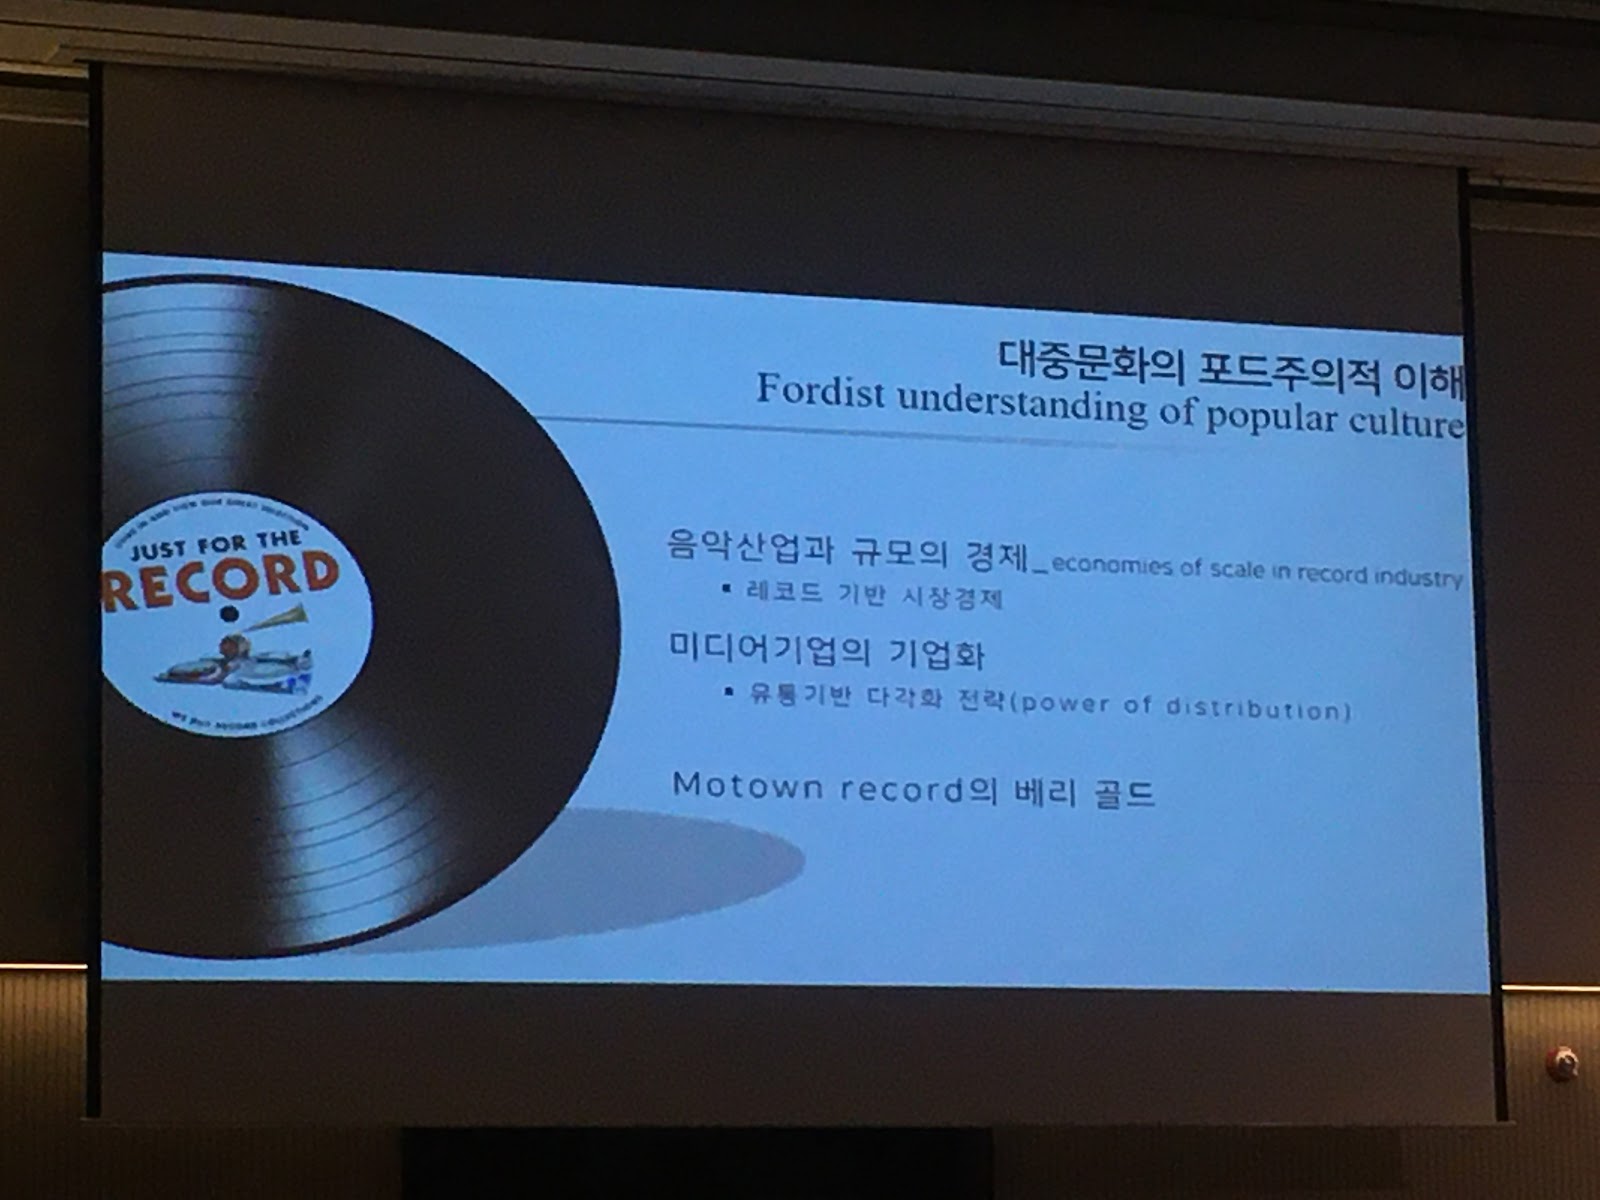 대중문화의 포드주의적 이해
Fordist understanding of popular culture
음악산업과 규모의 경제_economies of scale in record industry
▪ 레코드 기반 시장경제
미디어기업의 기업화
▪ 유통기반 다각화 전략(power of distribution)
Motown record의 베리 골드
JUST FOR THE
RECORD